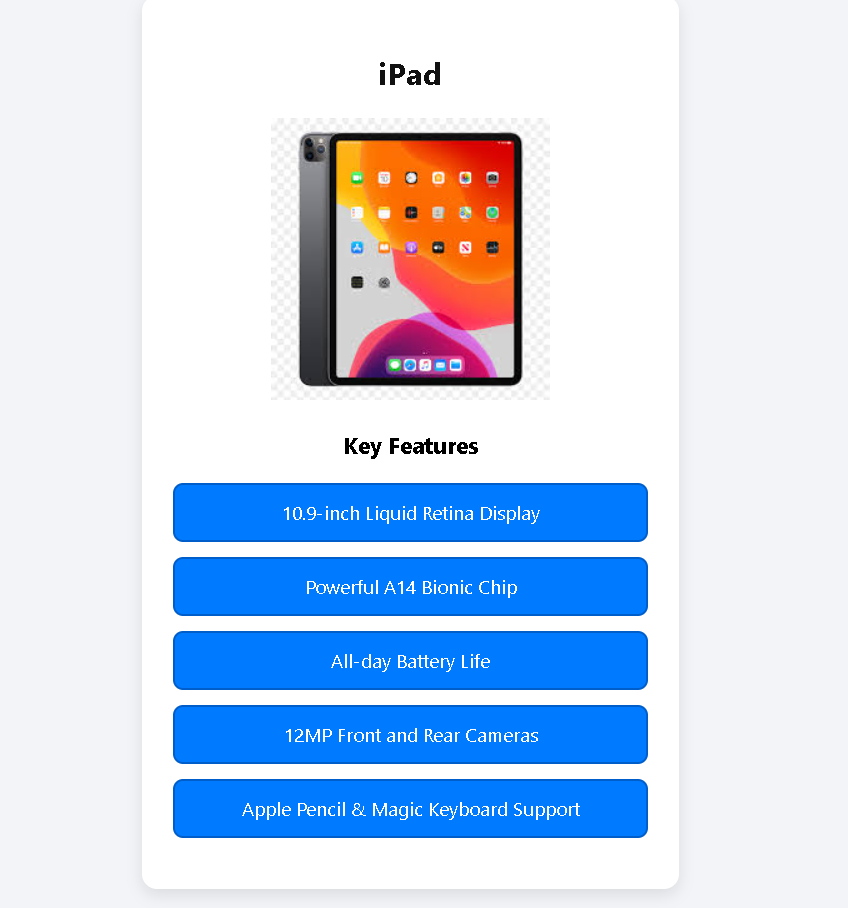 iPad
Key Features
10.9-inch Liquid Retina Display
Powerful A14 Bionic Chip
All-day Battery Life
12MP Front and Rear Cameras
Apple Pencil & Magic Keyboard Support